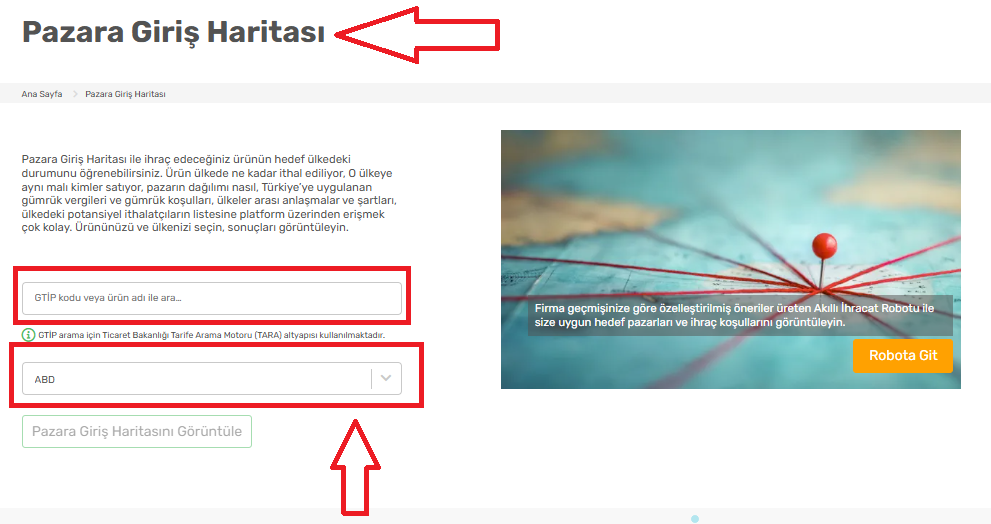 Pazara Giriş Haritası
Ana Sayfa > Pazara Giriş Haritası
Pazara Giriş Haritası ile ihraç edeceğiniz ürünün hedef ülkedeki
durumunu öğrenebilirsiniz. Ürün ülkede ne kadar ithal ediliyor, O ülkeye
aynı malı kimler satıyor, pazarın dağılımı nasıl, Türkiye'ye uygulanan
gümrük vergileri ve gümrük koşulları, ülkeler arası anlaşmalar ve şartları,
ülkedeki potansiyel ithalatçıların listesine platform üzerinden erişmek
çok kolay. Ürününüzü ve ülkenizi seçin, sonuçları görüntüleyin.
GTİP kodu veya ürün adı ile ara...
GTİP arama için Ticaret Bakanlığı Tarife Arama Motoru (TARA) altyapısı kullanılmaktadır.
ABD
Pazara Giriş Haritasını Görüntüle
Firma geçmişinize göre özelleştirilmiş öneriler üreten Akıllı İhracat Robotu ile
size uygun hedef pazarları ve ihraç koşullarını görüntüleyin.
Robota Git